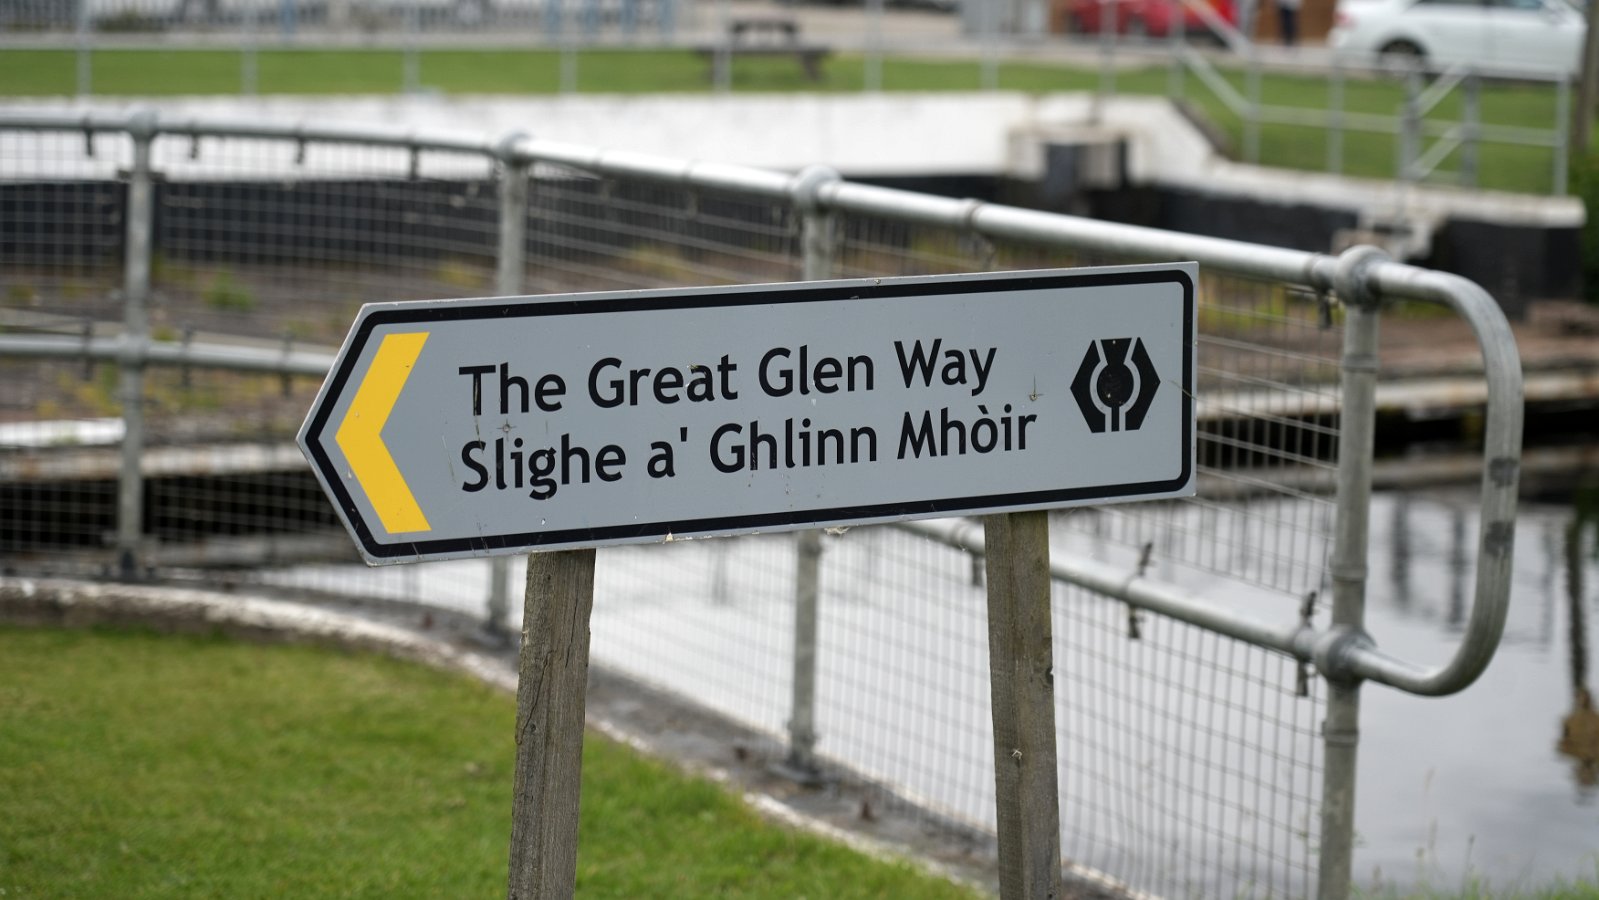 The Great Glen Way
Slighe a' Ghlinn Mhòir